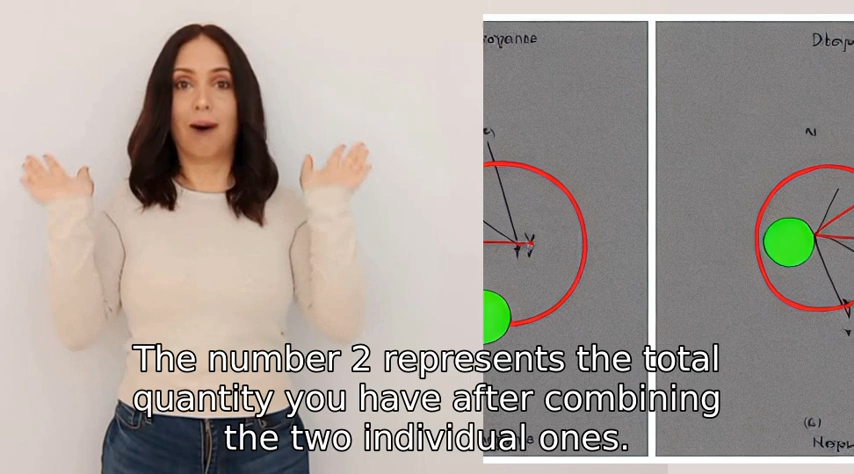 The number 2 represents the total
quantity you have after combining
the two individual ones.